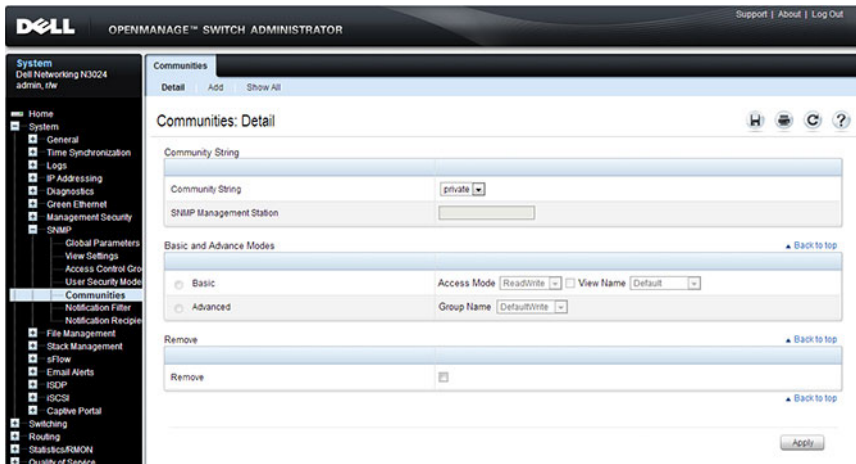 DELL OPENMANAGE™ SWITCH ADMINISTRATOR
Support | About | Log Out
System
Dell Networking N3024
admin, r/w
Home
System
General
Time Synchronization
Logs
IP Addressing
Diagnostics
Green Ethernet
Management Security
SNMP
Global Parameters
View Settings
Access Control Gro
User Security Mode
Communities
Notification Filter
Notification Recipie
File Management
Stack Management
sFlow
Email Alerts
ISDP
iSCSI
Captive Portal
Switching
Routing
Statistics/RMON
Quality of Service
Communities
Detail Add Show All
Communities: Detail
Community String
Community String private
SNMP Management Station
Basic and Advance Modes Back to top
Basic Access Mode ReadWrite View Name Default
Advanced Group Name DefaultWrite
Remove Back to top
Remove
Back to top
Apply